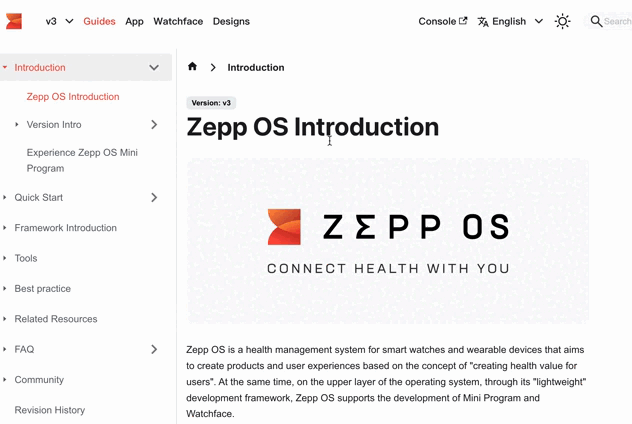 v3 Guides App Watchface Designs Console English Search
Introduction
Zepp OS Introduction
Version Intro
Experience Zepp OS Mini
Program
Quick Start
Framework Introduction
Tools
Best practice
Related Resources
FAQ
Community
Revision History
Introduction
Version: v3
Zepp OS Introduction
ZΣPP OS
CONNECT HEALTH WITH YOU
Zepp OS is a health management system for smart watches and wearable devices that aims
to create products and user experiences based on the concept of "creating health value for
users". At the same time, on the upper layer of the operating system, through its "lightweight"
development framework, Zepp OS supports the development of Mini Program and
Watchface.